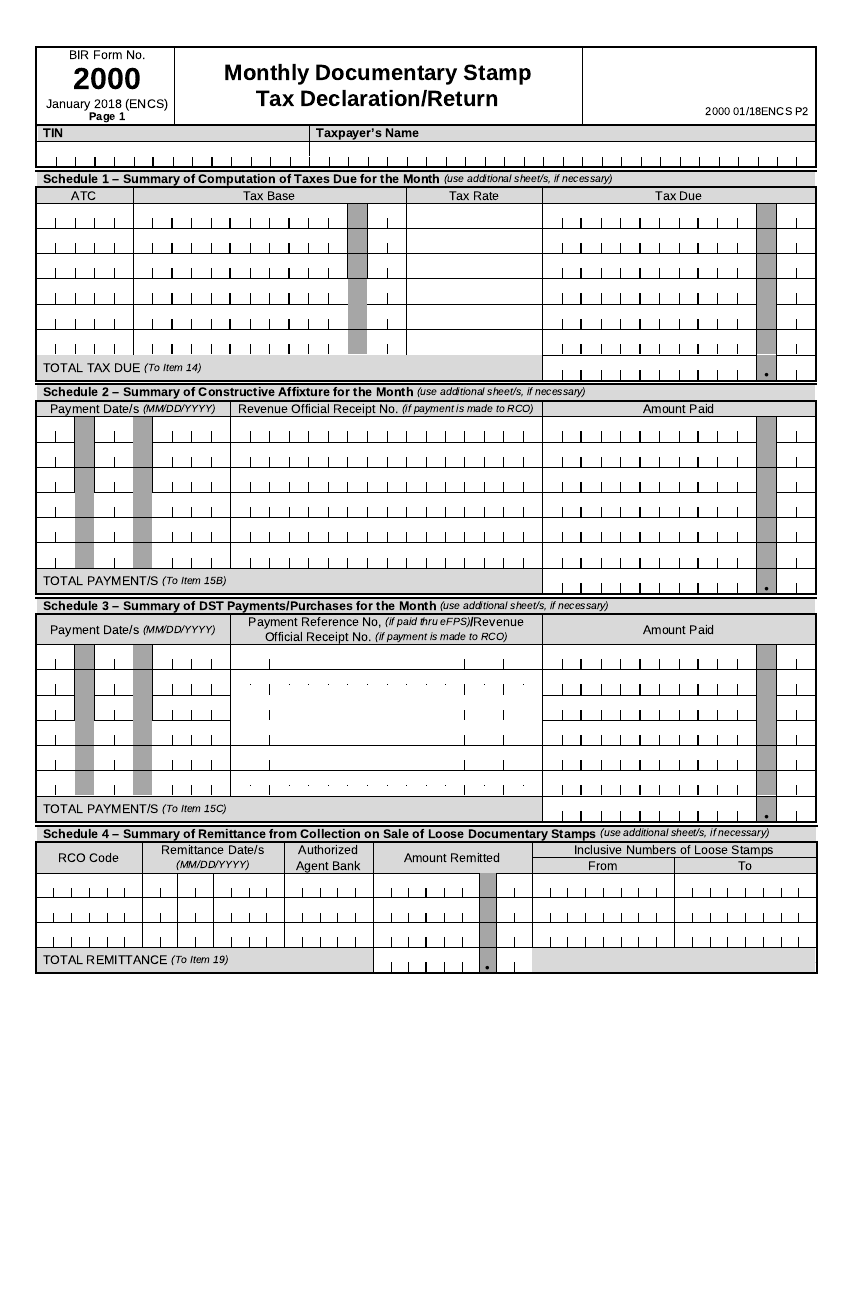 BIR Form No.
2000
January 2018 (ENCS)
Page 1
Monthly Documentary Stamp
Tax Declaration/Return
2000 01/18ENCS P2
TIN
Taxpayer's Name
Schedule 1 – Summary of Computation of Taxes Due for the Month (use additional sheet/s, if necessary)
ATC Tax Base Tax Rate Tax Due
TOTAL TAX DUE (To Item 14)
Schedule 2 – Summary of Constructive Affixture for the Month (use additional sheet/s, if necessary)
Payment Date/s (MM/DD/YYYY) Revenue Official Receipt No. (if payment is made to RCO) Amount Paid
TOTAL PAYMENT/S (To Item 15B)
Schedule 3 – Summary of DST Payments/Purchases for the Month (use additional sheet/s, if necessary)
Payment Date/s (MM/DD/YYYY)
Payment Reference No, (if paid thru eFPS)/Revenue
Official Receipt No. (if payment is made to RCO)
Amount Paid
TOTAL PAYMENT/S (To Item 15C)
Schedule 4 – Summary of Remittance from Collection on Sale of Loose Documentary Stamps (use additional sheet/s, if necessary)
RCO Code
Remittance Date/s
(MM/DD/YYYY)
Authorized
Agent Bank
Amount Remitted
Inclusive Numbers of Loose Stamps
From To
TOTAL REMITTANCE (To Item 19)